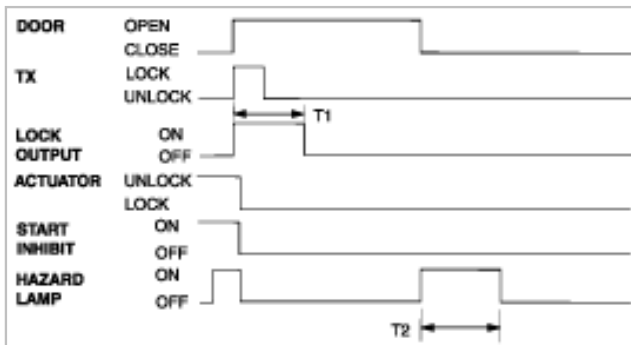 DOOR OPEN
CLOSE
TX LOCK
UNLOCK
T1
LOCK OUTPUT ON
OFF
ACTUATOR UNLOCK
LOCK
START INHIBIT ON
OFF
HAZARD LAMP ON
OFF
T2